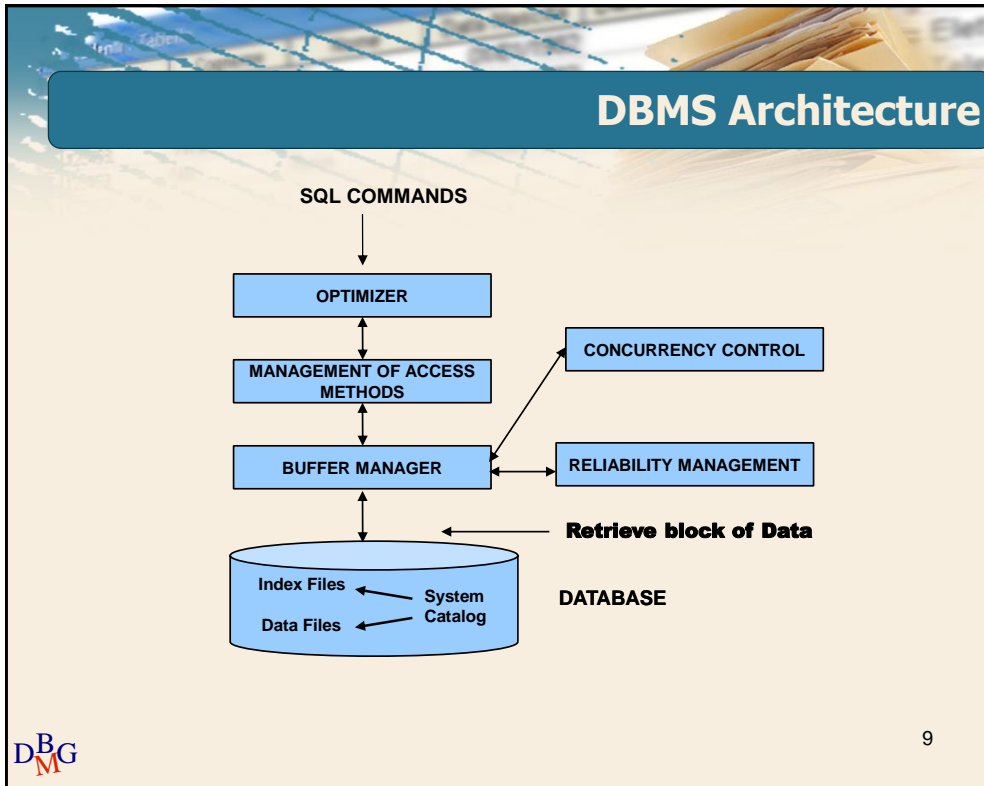 DBMS Architecture
SQL COMMANDS
OPTIMIZER
MANAGEMENT OF ACCESS
METHODS
CONCURRENCY CONTROL
BUFFER MANAGER
RELIABILITY MANAGEMENT
Retrieve block of Data
Index Files
System
Catalog
Data Files
DATABASE
DBMG
9